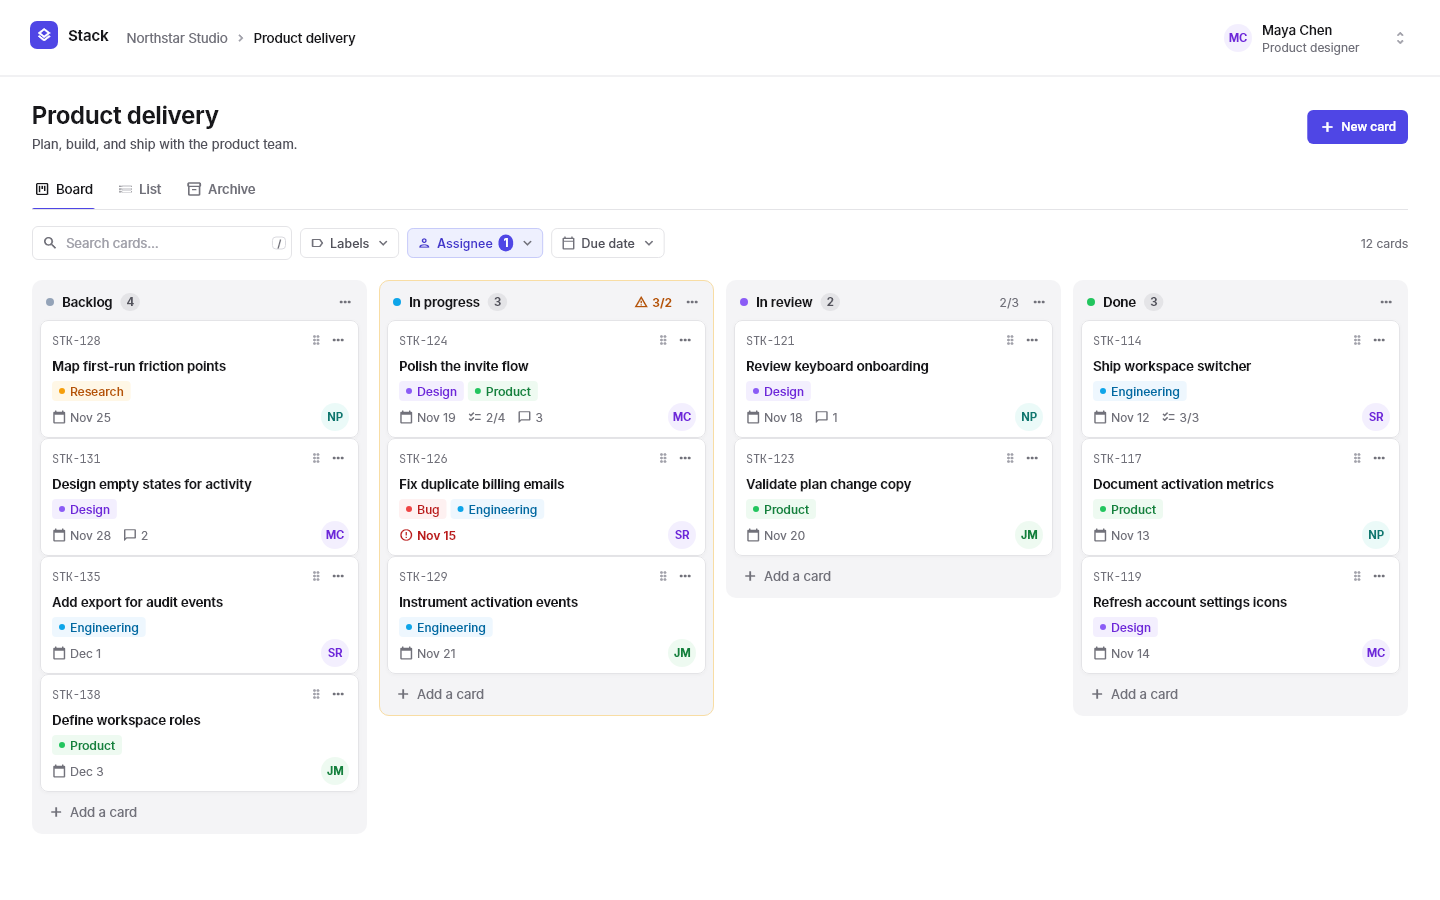 Stack Northstar Studio Product delivery
MC Maya Chen
Product designer
Product delivery
Plan, build, and ship with the product team.
New card
Board List Archive
Search cards... / Labels Assignee 1 Due date 12 cards
Backlog 4
STK-128
Map first-run friction points
Research
Nov 25 NP
STK-131
Design empty states for activity
Design
Nov 28 2 MC
STK-135
Add export for audit events
Engineering
Dec 1 SR
STK-138
Define workspace roles
Product
Dec 3 JM
Add a card
In progress 3 3/2
STK-124
Polish the invite flow
Design Product
Nov 19 2/4 3 MC
STK-126
Fix duplicate billing emails
Bug Engineering
Nov 15 SR
STK-129
Instrument activation events
Engineering
Nov 21 JM
Add a card
In review 2 2/3
STK-121
Review keyboard onboarding
Design
Nov 18 1 NP
STK-123
Validate plan change copy
Product
Nov 20 JM
Add a card
Done 3
STK-114
Ship workspace switcher
Engineering
Nov 12 3/3 SR
STK-117
Document activation metrics
Product
Nov 13 NP
STK-119
Refresh account settings icons
Design
Nov 14 MC
Add a card